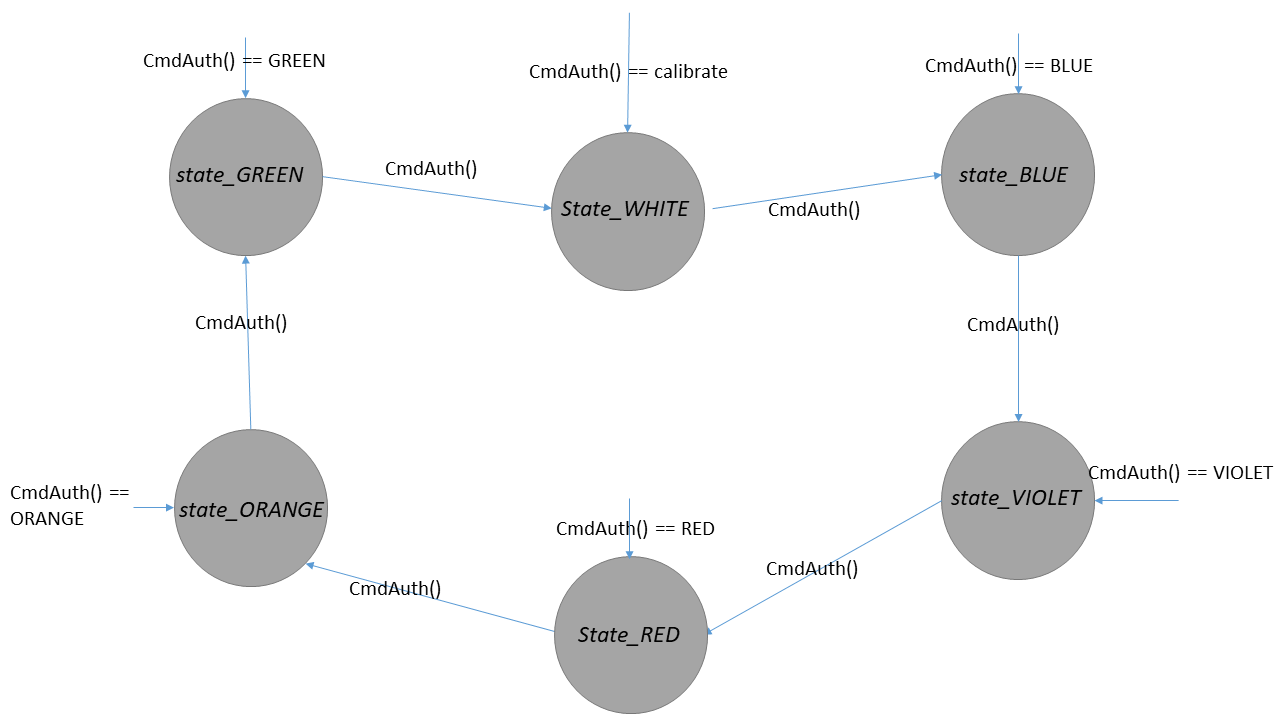 CmdAuth() == GREEN
CmdAuth() == calibrate
CmdAuth() == BLUE
state_GREEN
CmdAuth()
State_WHITE
CmdAuth()
state_BLUE
CmdAuth()
CmdAuth()
CmdAuth() ==
ORANGE
state_ORANGE
CmdAuth() == RED
state_VIOLET
CmdAuth() == VIOLET
CmdAuth()
CmdAuth()
State_RED